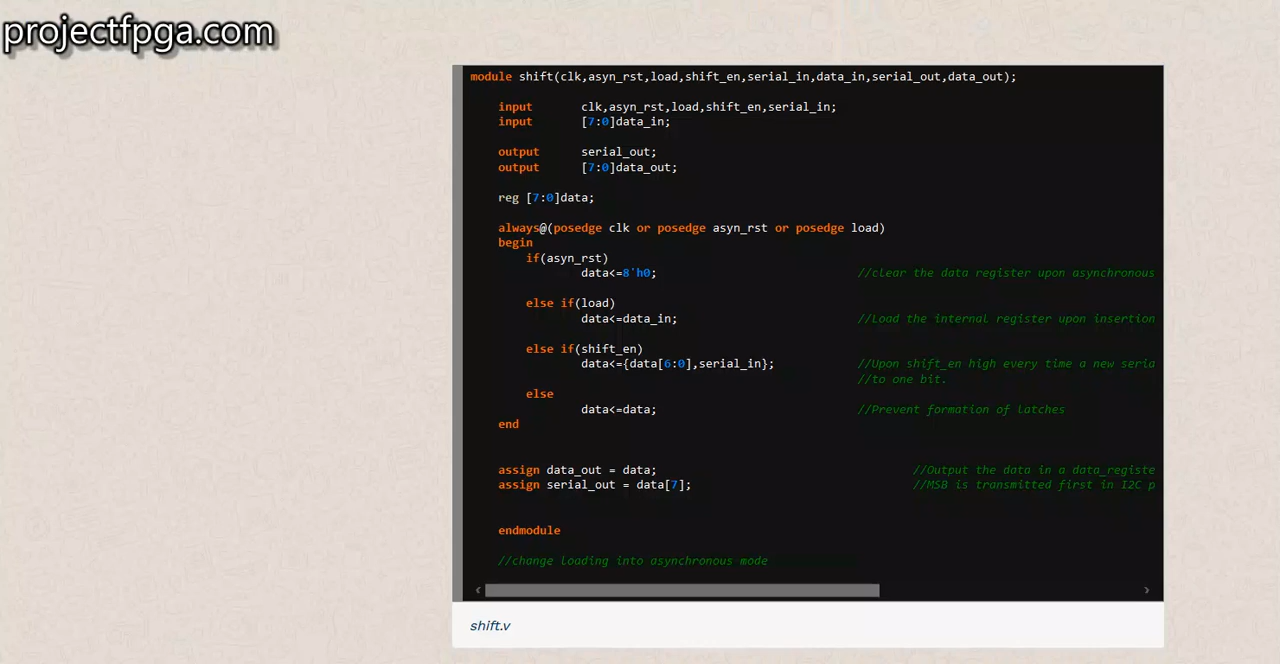 projectfpga.com
module shift(clk,asyn_rst,load,shift_en,serial_in,data_in,serial_out,data_out);
input clk,asyn_rst,load,shift_en,serial_in;
input [7:0]data_in;
output serial_out;
output [7:0]data_out;
reg [7:0]data;
always@(posedge clk or posedge asyn_rst or posedge load)
begin
if(asyn_rst)
data<=8'h0; //clear the data register upon asynchronous
else if(load)
data<=data_in; //Load the internal register upon insertion
else if(shift_en)
data<={data[6:0],serial_in}; //Upon shift_en high every time a new seria
//to one bit.
else
data<=data; //Prevent formation of latches
end
assign data_out = data; //Output the data in a data_registe
assign serial_out = data[7]; //MSB is transmitted first in I2C p
endmodule
//change loading into asynchronous mode
shift.v